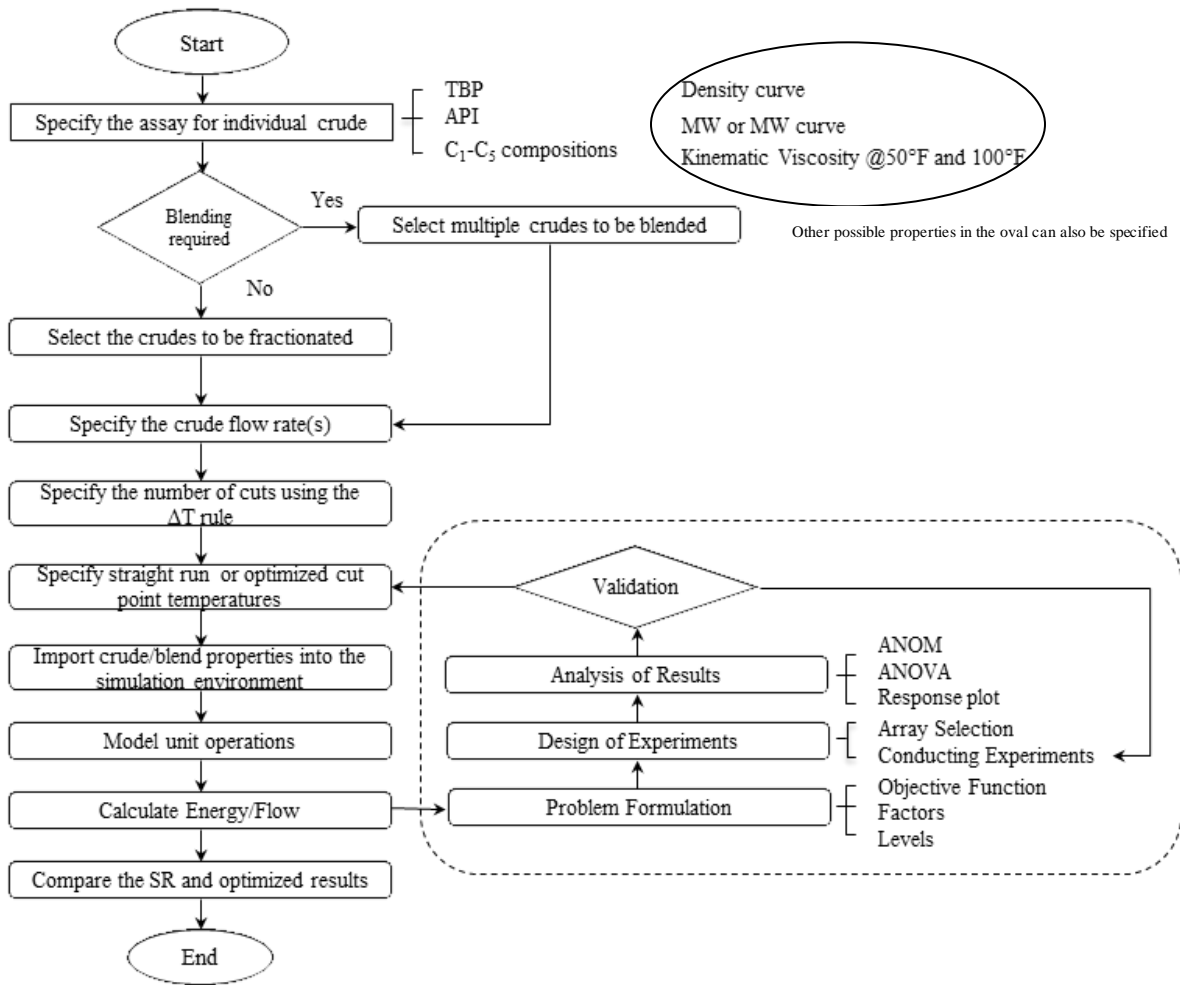 Start
Specify the assay for individual crude
TBP
API
C₁-C₅ compositions
Density curve
MW or MW curve
Kinematic Viscosity @50°F and 100°F
Other possible properties in the oval can also be specified
Blending
required
Yes
Select multiple crudes to be blended
No
Select the crudes to be fractionated
Specify the crude flow rate(s)
Specify the number of cuts using the
ΔT rule
Specify straight run or optimized cut
point temperatures
Import crude/blend properties into the
simulation environment
Model unit operations
Calculate Energy/Flow
Compare the SR and optimized results
End
Validation
Analysis of Results
ANOM
ANOVA
Response plot
Design of Experiments
Array Selection
Conducting Experiments
Problem Formulation
Objective Function
Factors
Levels